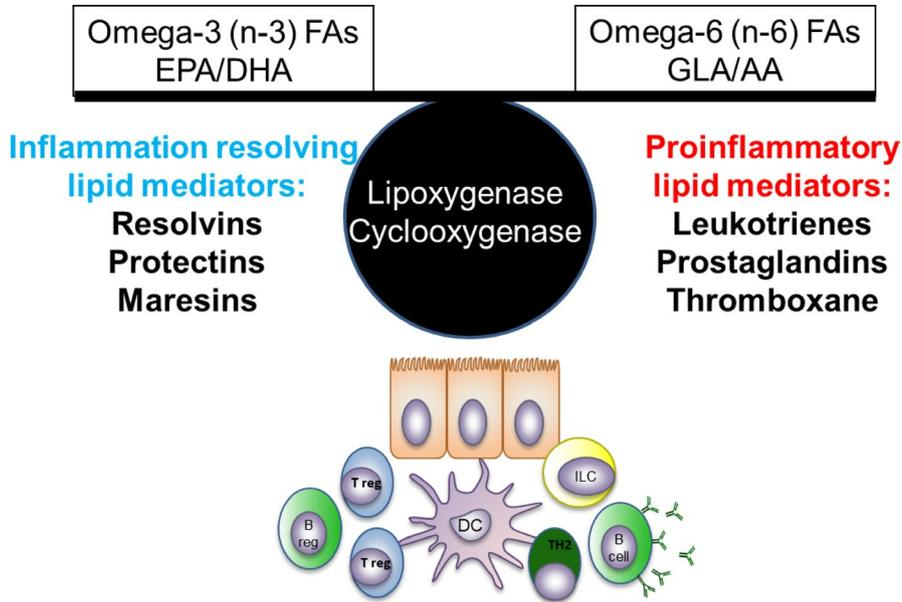 Omega-3 (n-3) FAs
EPA/DHA
Omega-6 (n-6) FAs
GLA/AA
Inflammation resolving
lipid mediators:
Resolvins
Protectins
Maresins
Lipoxygenase
Cyclooxygenase
Proinflammatory
lipid mediators:
Leukotrienes
Prostaglandins
Thromboxane
T reg
ILC
B
reg
DC
T reg
TH2
B
cell